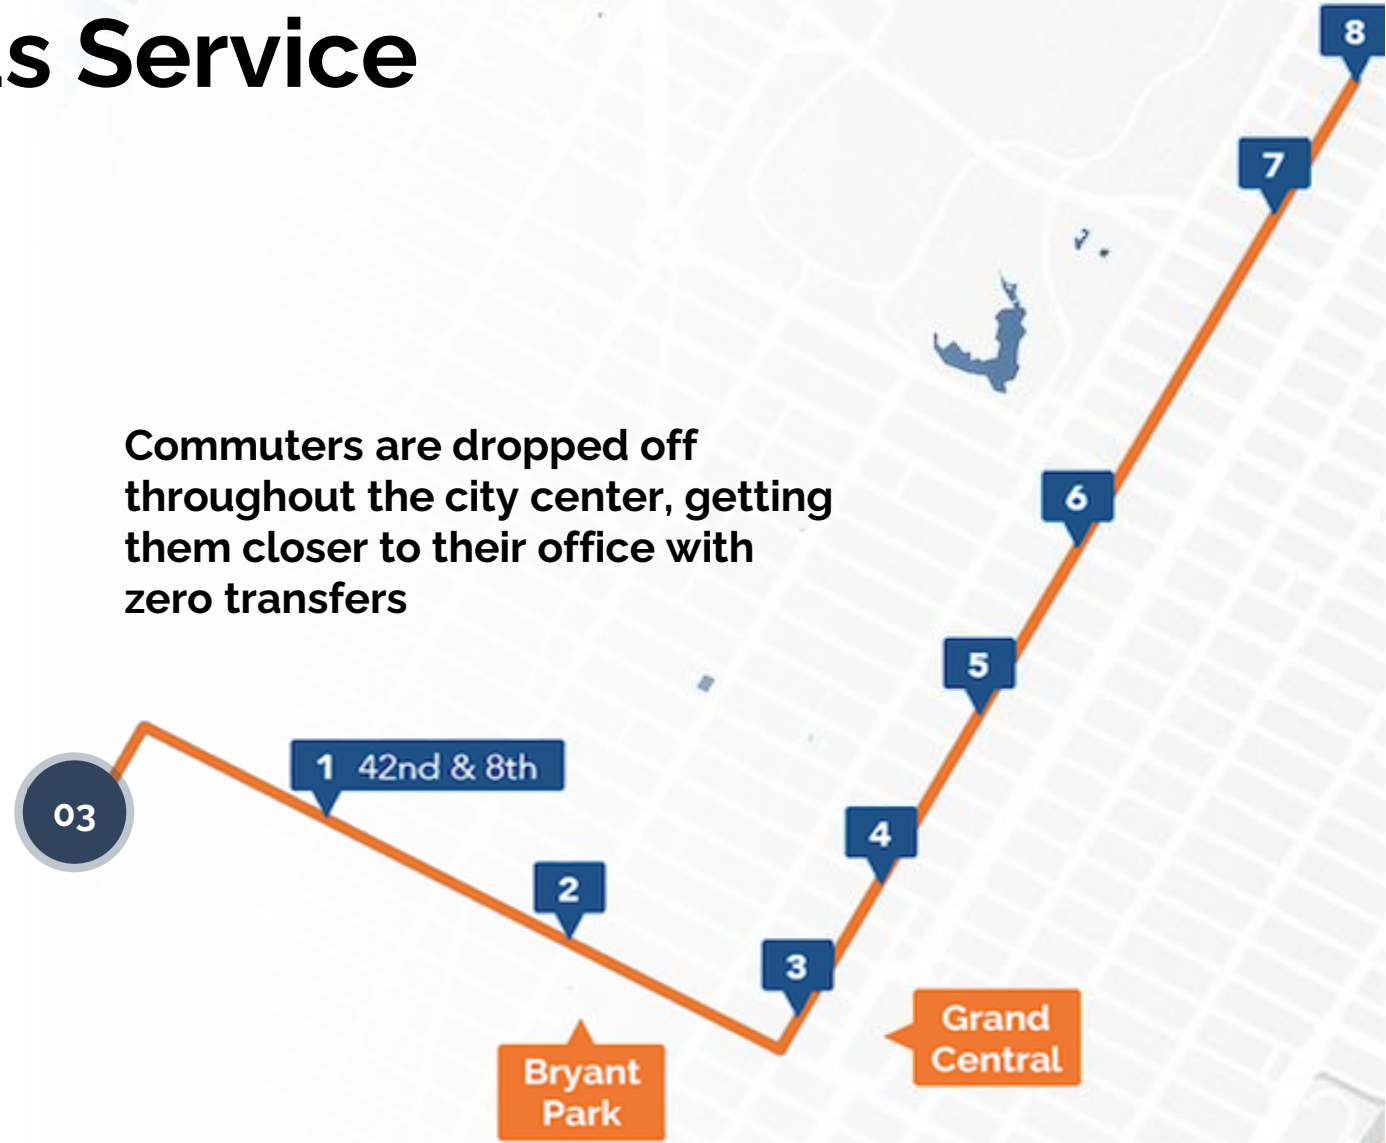 s Service
8
7
Commuters are dropped off
throughout the city center, getting
them closer to their office with
zero transfers
6
5
1 42nd & 8th
03
4
2
3
Grand
Central
Bryant
Park